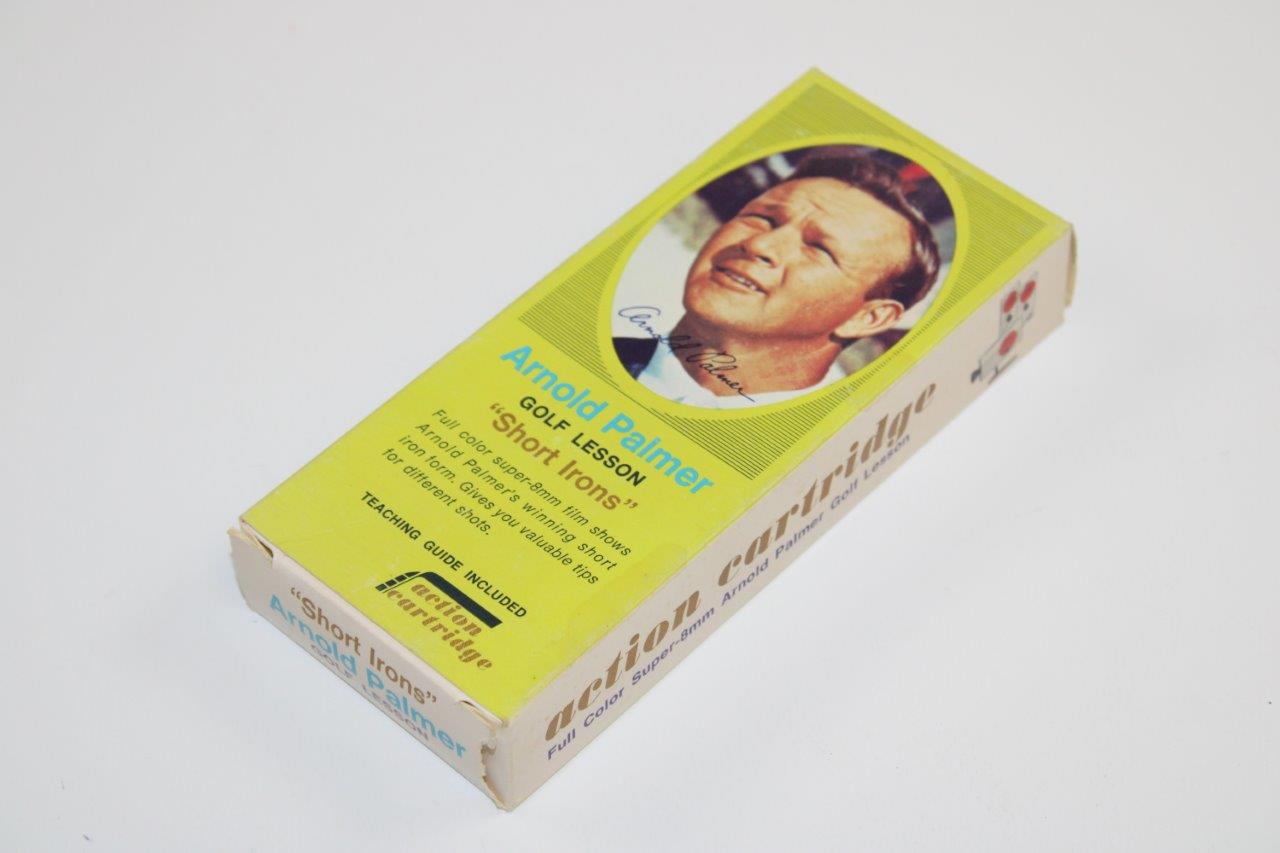 Arnold Palmer
Arnold Palmer
GOLF LESSON
“Short Irons”
Full color super-8mm film shows
Arnold Palmer's winning short
iron form. Gives you valuable tips
for different shots.
TEACHING GUIDE INCLUDED
action
cartridge
“Short Irons”
Arnold Palmer
GOLF LESSON
action cartridge
Full Color Super-8mm Arnold Palmer Golf Lesson